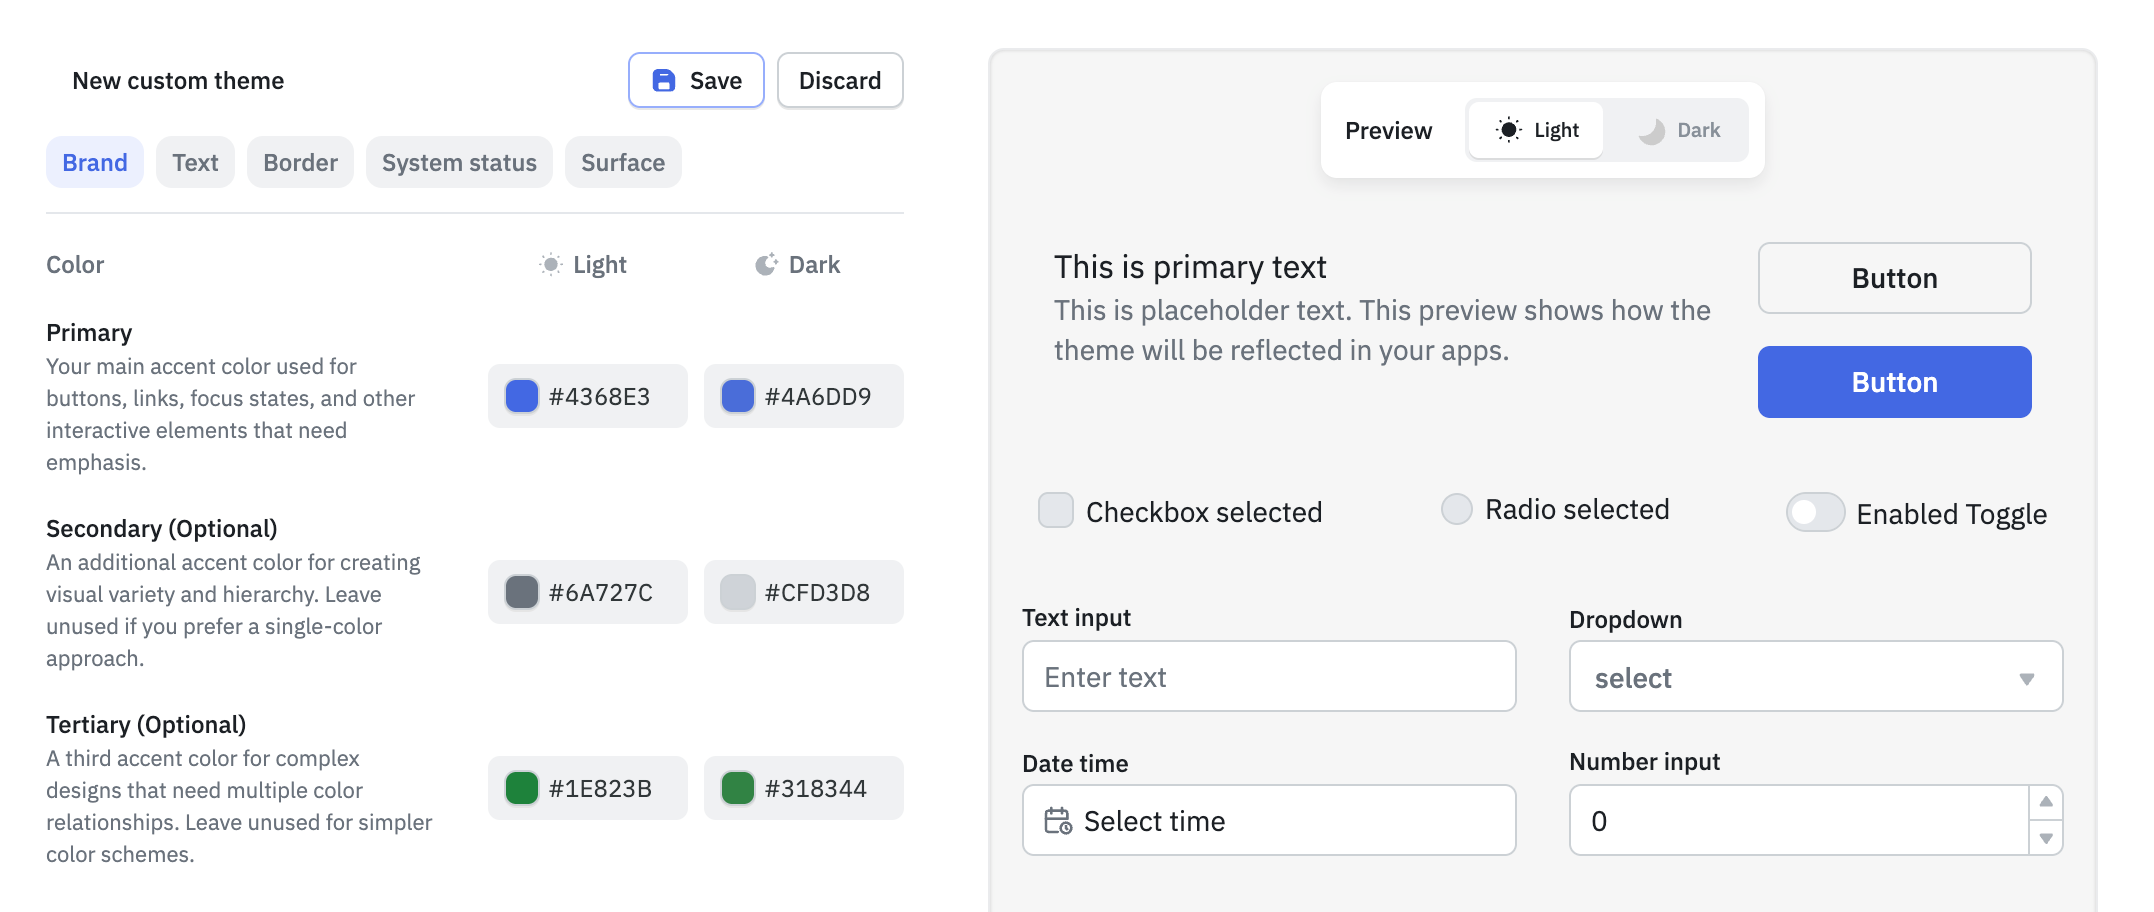 New custom theme
Save
Discard
Brand
Text
Border
System status
Surface
Color
Light
Dark
Primary
Your main accent color used for
buttons, links, focus states, and other
interactive elements that need
emphasis.
#4368E3
#4A6DD9
Secondary (Optional)
An additional accent color for creating
visual variety and hierarchy. Leave
unused if you prefer a single-color
approach.
#6A727C
#CFD3D8
Tertiary (Optional)
A third accent color for complex
designs that need multiple color
relationships. Leave unused for simpler
color schemes.
#1E823B
#318344
Preview
Light
Dark
This is primary text
This is placeholder text. This preview shows how the
theme will be reflected in your apps.
Button
Button
Checkbox selected
Radio selected
Enabled Toggle
Text input
Enter text
Dropdown
select
Date time
Select time
Number input
0